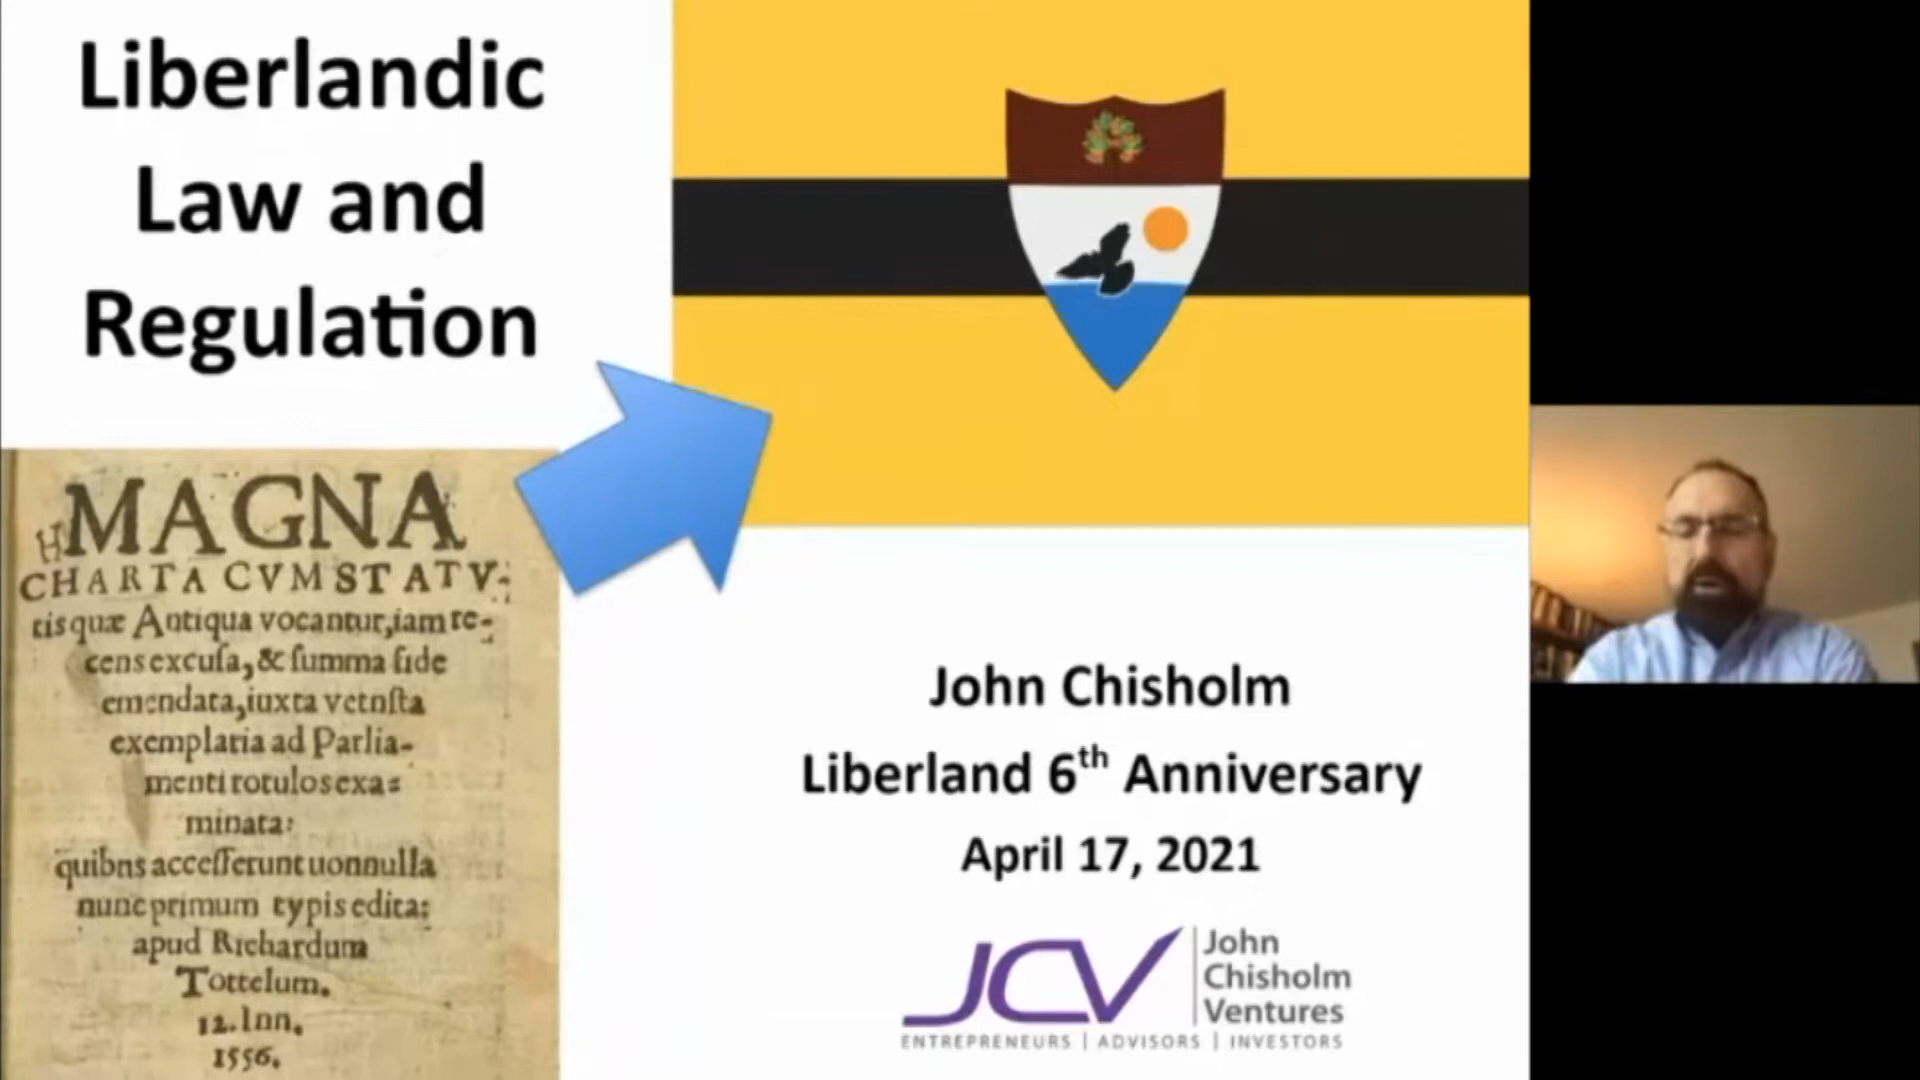 Liberlandic
Law and
Regulation
MAGNA
CHARTA CVM STATV-
tis quæ Antiqua vocantur, iam re-
cens excusa, & summa fide
emendata, iuxta vetusta
exemplaria ad Parlia-
menti rotulos exa-
minata:
quibus accesserunt nonnulla
nunc primum typis edita:
apud Richardum
Tottelum.
12. Iun.
1556.
John Chisholm
Liberland 6th Anniversary
April 17, 2021
JCV
John
Chisholm
Ventures
ENTREPRENEURS | ADVISORS | INVESTORS